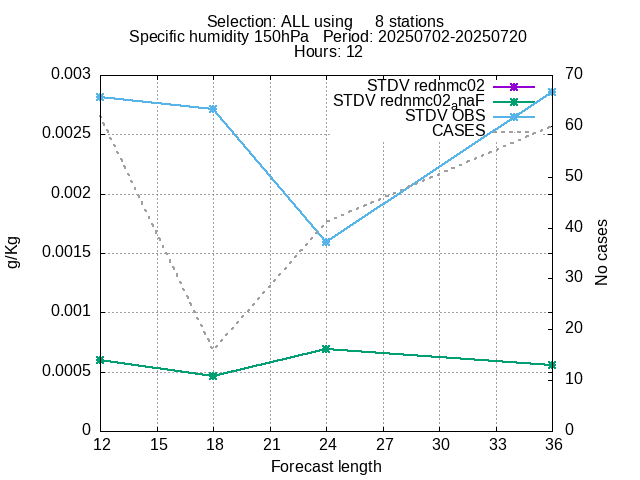 Selection: ALL using     8 stations
Specific humidity 150hPa   Period: 20250702-20250720
Hours: 12
0.003
0.0025
0.002
0.0015
0.001
0.0005
0
g/Kg
STDV rednmc02
STDV rednmc02anaF
STDV OBS
CASES
70
60
50
40
30
20
10
0
No cases
12 15 18 21 24 27 30 33 36
Forecast length